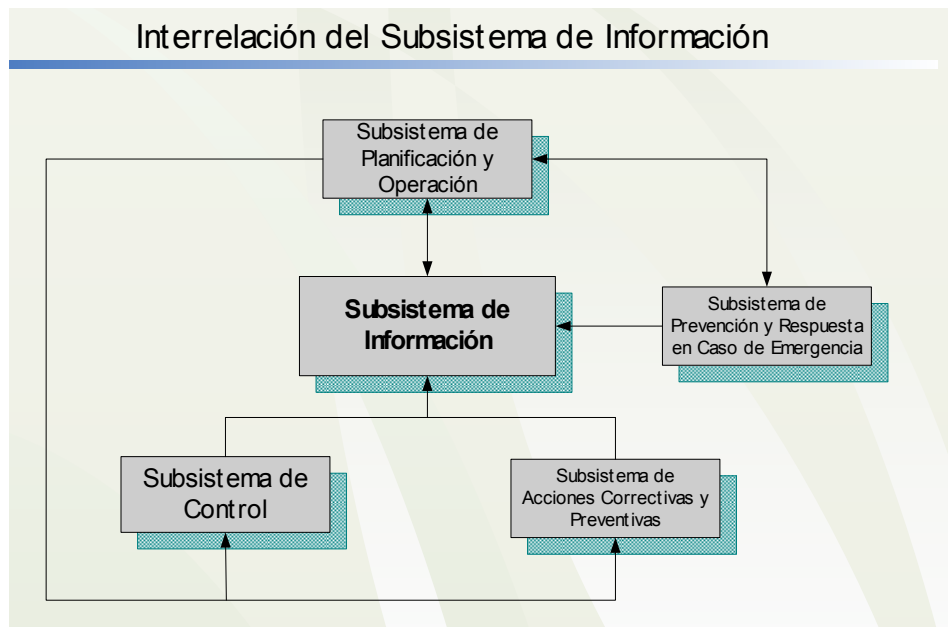 Interrelación del Subsistema de Información
Subsistema de
Planificación y
Operación
Subsistema de
Información
Subsistema de
Prevención y Respuesta
en Caso de Emergencia
Subsistema de
Control
Subsistema de
Acciones Correctivas y
Preventivas